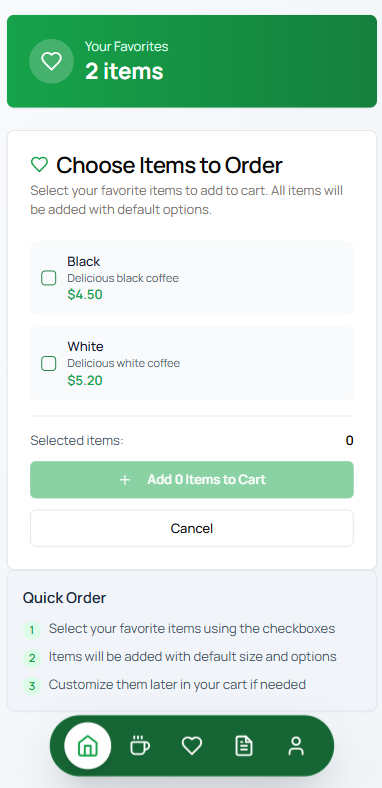 Your Favorites
2 items
Choose Items to Order
Select your favorite items to add to cart. All items will
be added with default options.
Black
Delicious black coffee
$4.50
White
Delicious white coffee
$5.20
Selected items: 0
+ Add 0 Items to Cart
Cancel
Quick Order
1 Select your favorite items using the checkboxes
2 Items will be added with default size and options
3 Customize them later in your cart if needed